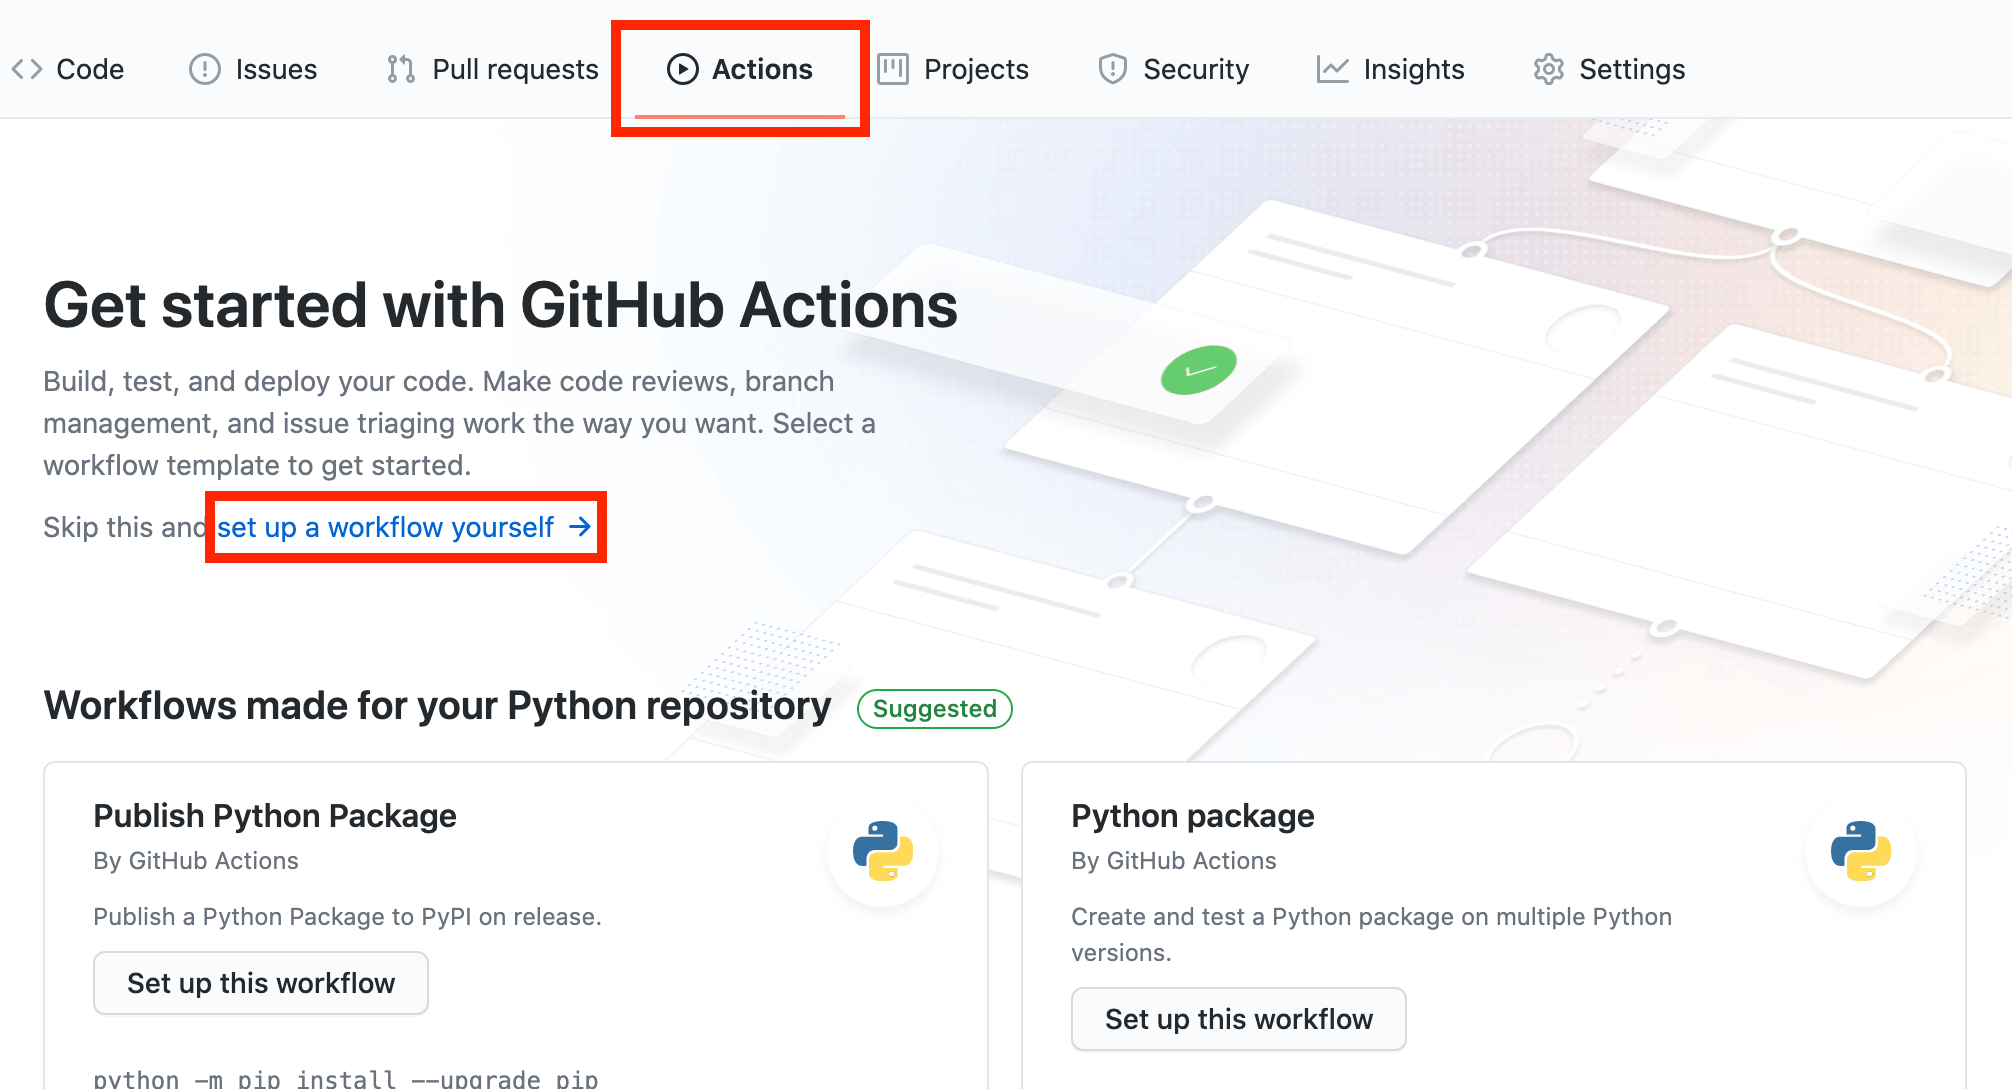 Code Issues Pull requests Actions Projects Security Insights Settings
Get started with GitHub Actions
Build, test, and deploy your code. Make code reviews, branch
management, and issue triaging work the way you want. Select a
workflow template to get started.
Skip this and set up a workflow yourself →
Workflows made for your Python repository Suggested
Publish Python Package
By GitHub Actions
Publish a Python Package to PyPI on release.
Set up this workflow
python -m pip install --upgrade pip
Python package
By GitHub Actions
Create and test a Python package on multiple Python
versions.
Set up this workflow